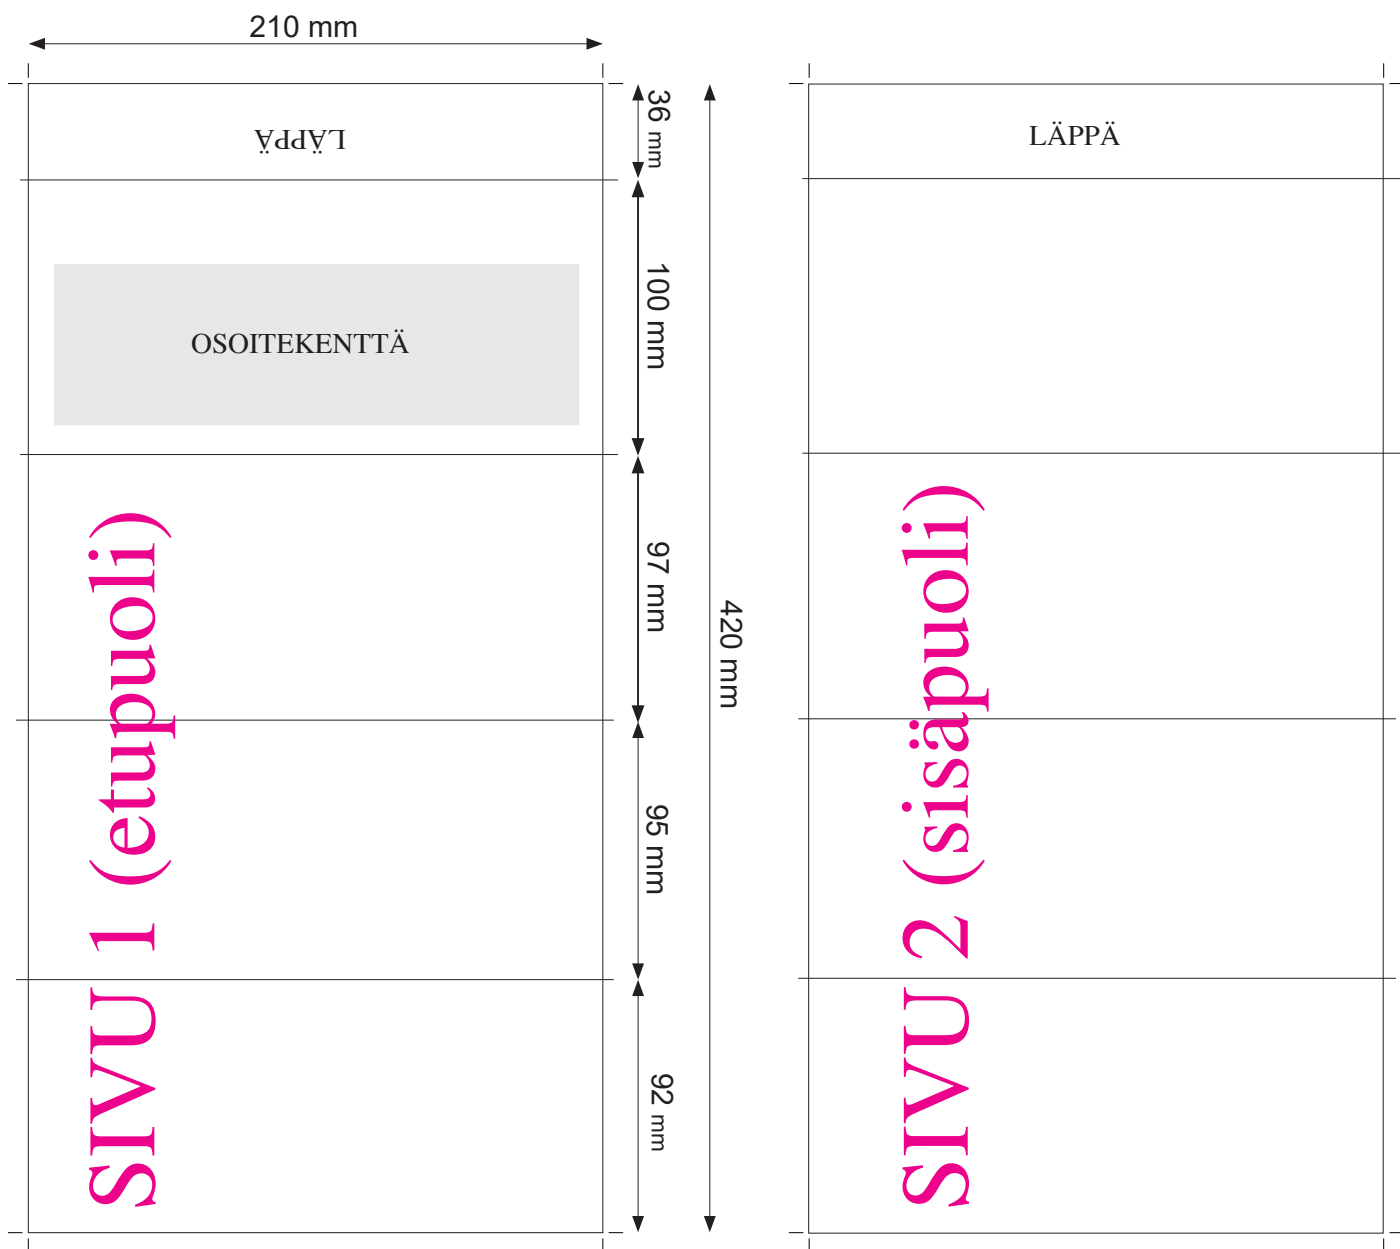 210 mm
LÄPPÄ
36 mm
OSOITEKENTTÄ
100 mm
97 mm
95 mm
92 mm
420 mm
SIVU 1 (etupuoli)
LÄPPÄ
SIVU 2 (sisäpuoli)